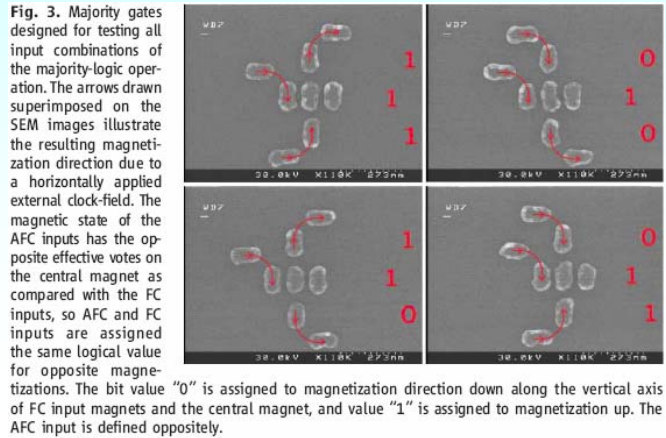 Fig. 3. Majority gates
designed for testing all
input combinations of
the majority-logic oper-
ation. The arrows drawn
superimposed on the
SEM images illustrate
the resulting magneti-
zation direction due to
a horizontally applied
external clock-field. The
magnetic state of the
AFC inputs has the op-
posite effective votes on
the central magnet as
compared with the FC
inputs, so AFC and FC
inputs are assigned
the same logical value
for opposite magne-
tizations. The bit value "0" is assigned to magnetization direction down along the vertical axis
of FC input magnets and the central magnet, and value "1" is assigned to magnetization up. The
AFC input is defined oppositely.
WD7
1
1
1
30.0kV X110K 273nm
WD7
0
1
0
30.0kV X110K 273nm
WD7
1
1
0
30.0kV X110K 273nm
WD7
0
1
1
30.0kV X110K 273nm